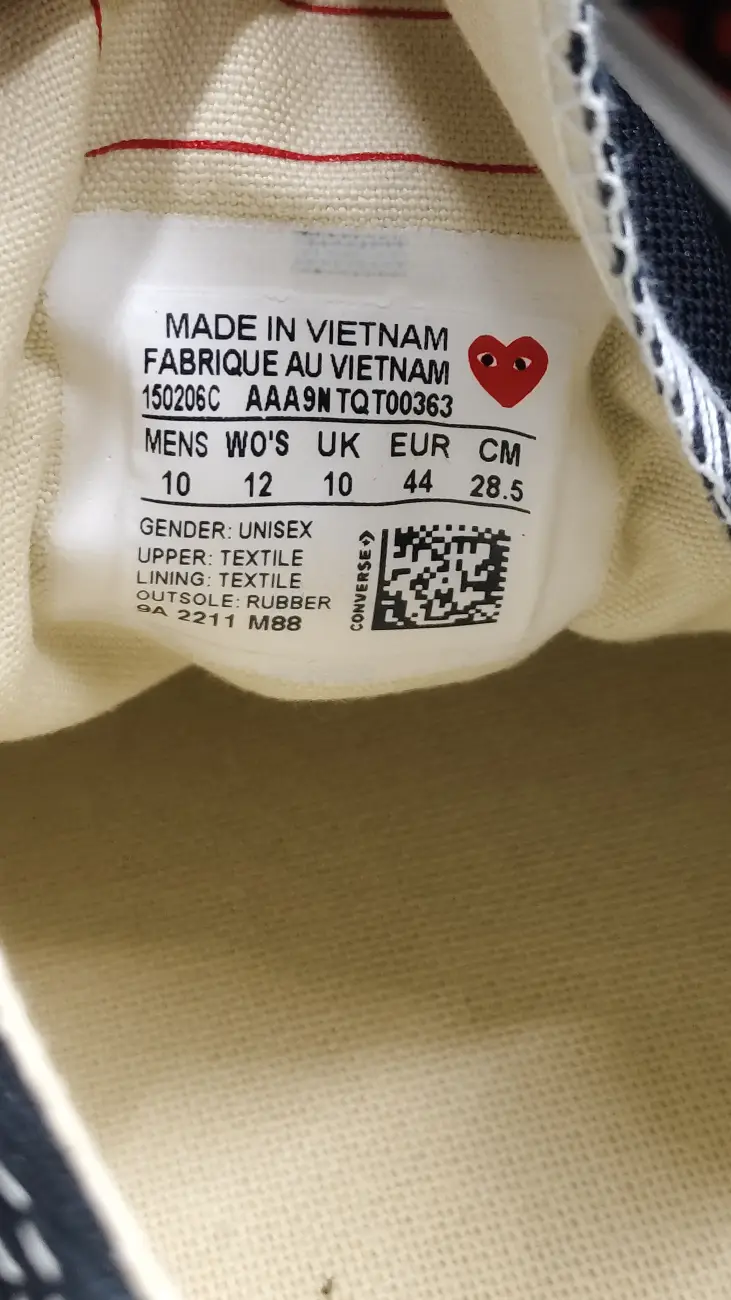 MADE IN VIETNAM
FABRIQUE AU VIETNAM
150206C AAA9N TQT00363
MENS WO'S UK EUR CM
10 12 10 44 28.5
GENDER: UNISEX
UPPER: TEXTILE
LINING: TEXTILE
OUTSOLE: RUBBER
9A 2211 M88
CONVERSE